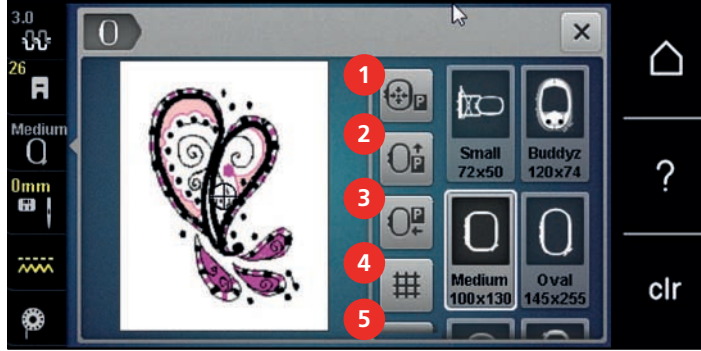 3.0
26
Medium
0mm
1
P
2
P
3
P
4
5
Small
72x50
Buddyz
120x74
Medium
100x130
Oval
145x255
?
clr